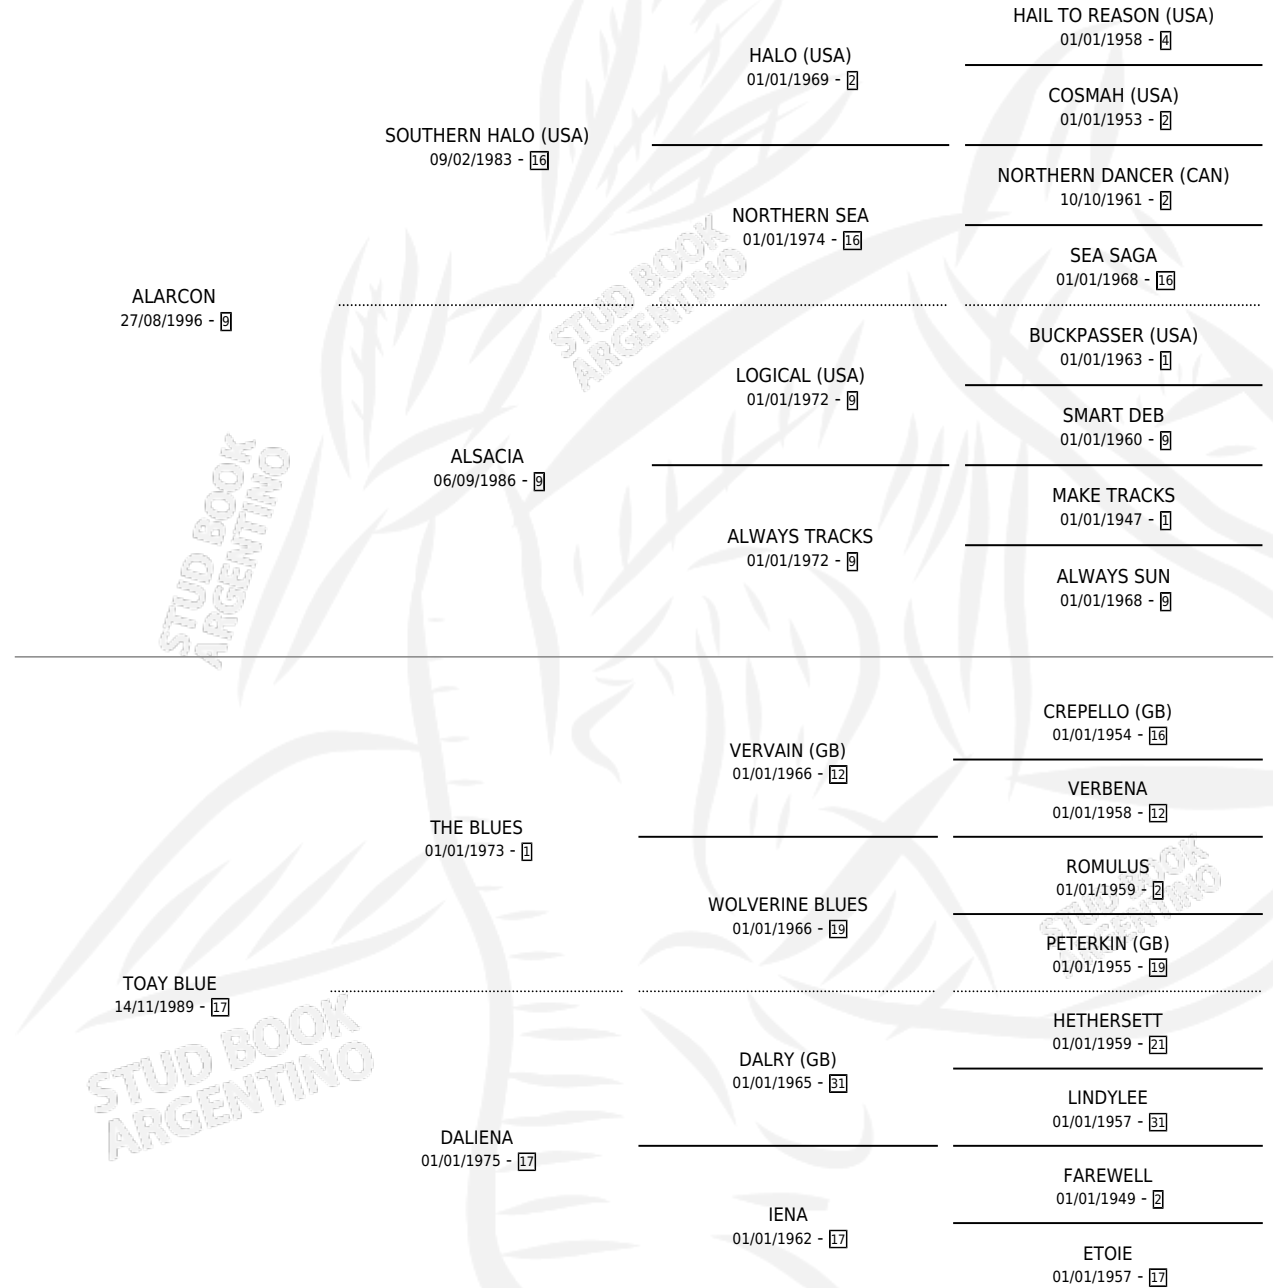 HAIL TO REASON (USA)
01/01/1958 - 4
HALO (USA)
01/01/1969 - 2
COSMAH (USA)
01/01/1953 - 2
SOUTHERN HALO (USA)
09/02/1983 - 16
NORTHERN DANCER (CAN)
10/10/1961 - 2
NORTHERN SEA
01/01/1974 - 16
SEA SAGA
01/01/1968 - 16
STUD BOOK
ARGENTINO
ALARCON
27/08/1996 - 9
BUCKPASSER (USA)
01/01/1963 - 1
LOGICAL (USA)
01/01/1972 - 9
SMART DEB
01/01/1960 - 9
ALSACIA
06/09/1986 - 9
MAKE TRACKS
01/01/1947 - 1
ALWAYS TRACKS
01/01/1972 - 9
ALWAYS SUN
01/01/1968 - 9
STUD BOOK
ARGENTINO
CREPELLO (GB)
01/01/1954 - 16
VERVAIN (GB)
01/01/1966 - 12
VERBENA
01/01/1958 - 12
THE BLUES
01/01/1973 - 1
ROMULUS
01/01/1959 - 2
WOLVERINE BLUES
01/01/1966 - 19
PETERKIN (GB)
01/01/1955 - 19
STUD BOOK
ARGENTINO
TOAY BLUE
14/11/1989 - 17
HETHERSETT
01/01/1959 - 21
DALRY (GB)
01/01/1965 - 31
LINDYLEE
01/01/1957 - 31
STUD BOOK
ARGENTINO
DALIENA
01/01/1975 - 17
FAREWELL
01/01/1949 - 2
IENA
01/01/1962 - 17
ETOIE
01/01/1957 - 17